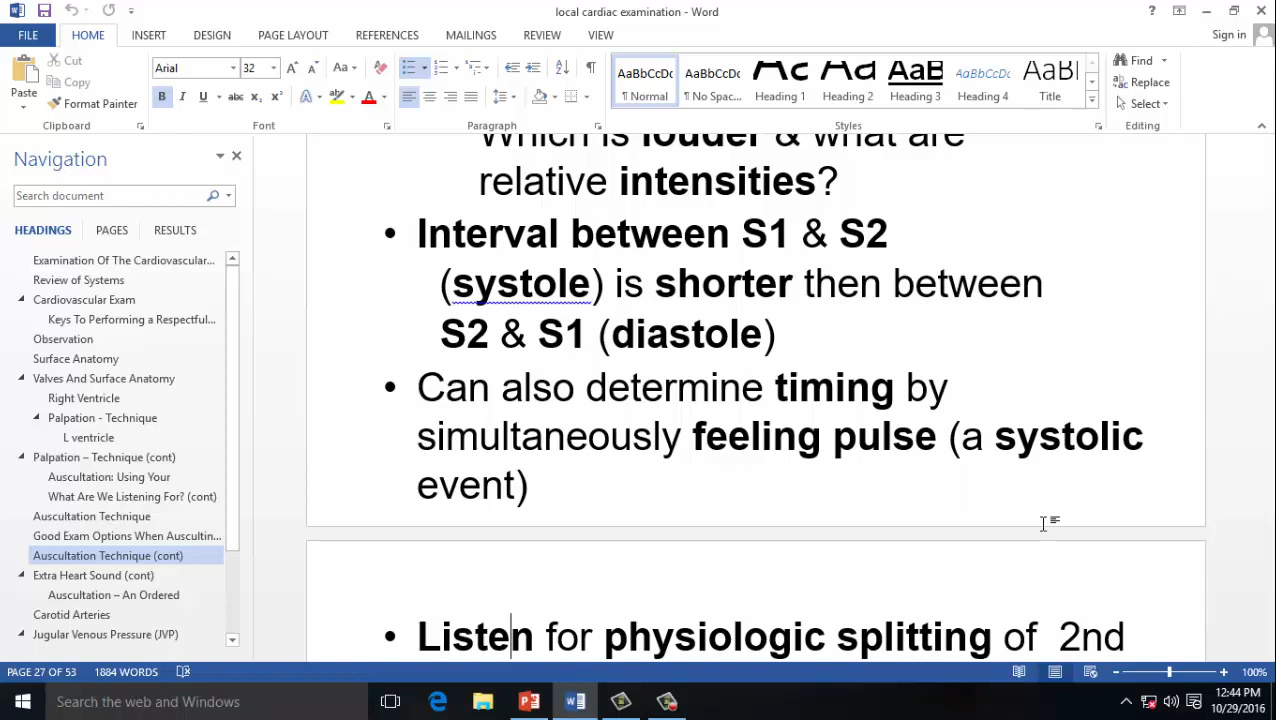 local cardiac examination - Word
FILE HOME INSERT DESIGN PAGE LAYOUT REFERENCES MAILINGS REVIEW VIEW Sign in
Paste
Cut
Copy
Format Painter
Arial 32
AaBbCcDc AaBbCcDc AaBbCcDc AaBl
¶ Normal ¶ No Spac... Heading 1 Heading 2 Heading 3 Heading 4 Title
Find
Replace
Select
Clipboard Font Paragraph Styles Editing
Navigation
Search document
HEADINGS PAGES RESULTS
Examination Of The Cardiovascular...
Review of Systems
Cardiovascular Exam
Keys To Performing a Respectful...
Observation
Surface Anatomy
Valves And Surface Anatomy
Right Ventricle
Palpation - Technique
L ventricle
Palpation – Technique (cont)
Auscultation: Using Your
What Are We Listening For? (cont)
Auscultation Technique
Good Exam Options When Auscultin...
Auscultation Technique (cont)
Extra Heart Sound (cont)
Auscultation – An Ordered
Carotid Arteries
Jugular Venous Pressure (JVP)
Which is louder & what are
relative intensities?
• Interval between S1 & S2
(systole) is shorter then between
S2 & S1 (diastole)
• Can also determine timing by
simultaneously feeling pulse (a systolic
event)
• Listen for physiologic splitting of 2nd
PAGE 27 OF 53 1884 WORDS 100%
Search the web and Windows
12:44 PM
10/29/2016